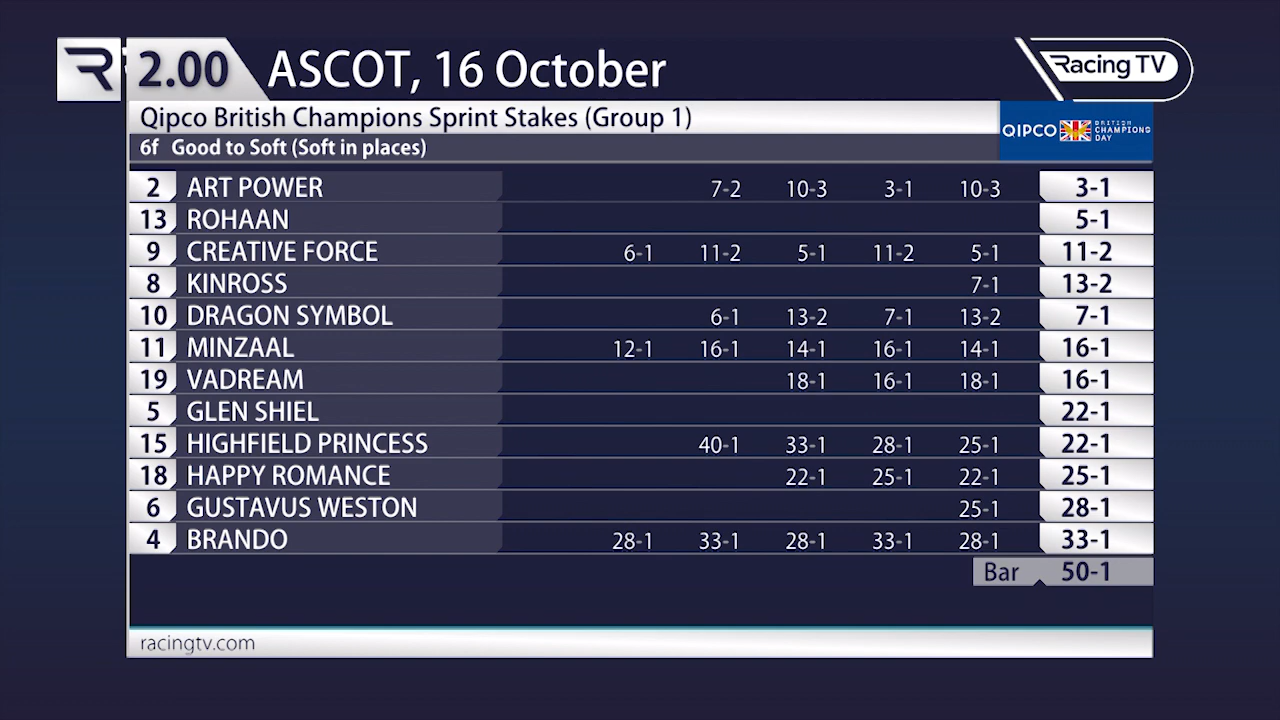 2.00 ASCOT, 16 October
Racing TV
Qipco British Champions Sprint Stakes (Group 1)
QIPCO BRITISH CHAMPIONS DAY
6f Good to Soft (Soft in places)
2 ART POWER 7-2 10-3 3-1 10-3 3-1
13 ROHAAN 5-1
9 CREATIVE FORCE 6-1 11-2 5-1 11-2 5-1 11-2
8 KINROSS 7-1 13-2
10 DRAGON SYMBOL 6-1 13-2 7-1 13-2 7-1
11 MINZAAL 12-1 16-1 14-1 16-1 14-1 16-1
19 VADREAM 18-1 16-1 18-1 16-1
5 GLEN SHIEL 22-1
15 HIGHFIELD PRINCESS 40-1 33-1 28-1 25-1 22-1
18 HAPPY ROMANCE 22-1 25-1 22-1 25-1
6 GUSTAVUS WESTON 25-1 28-1
4 BRANDO 28-1 33-1 28-1 33-1 28-1 33-1
Bar 50-1
racingtv.com